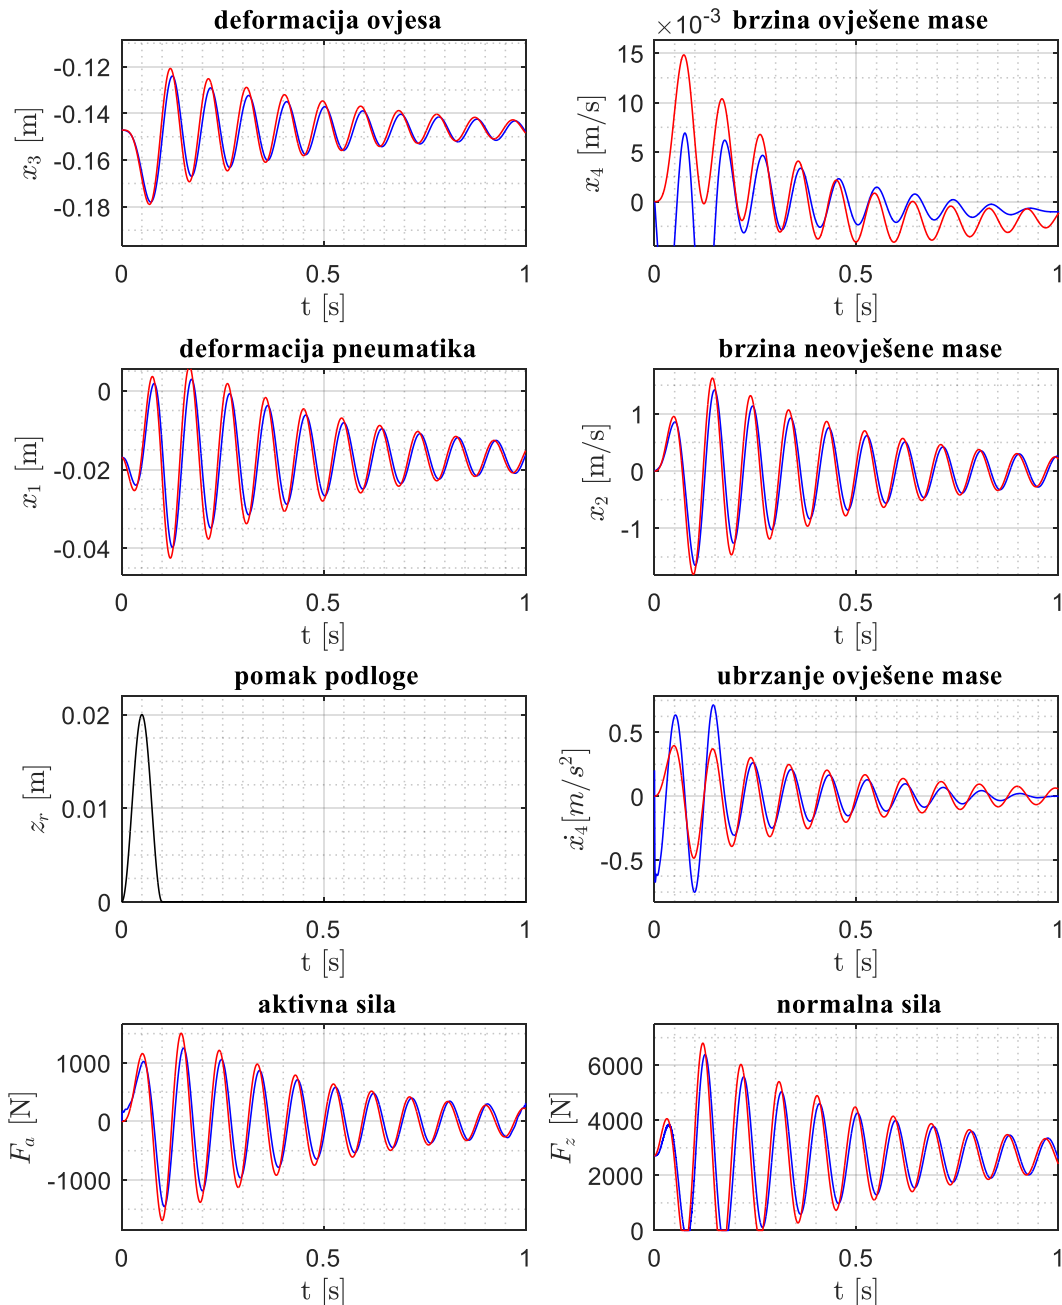 deformacija ovjesa
-0.12
-0.14
-0.16
-0.18
x₃ [m]
0 0.5 1
t [s]
×10⁻³ brzina ovješene mase
15
10
5
0
x₄ [m/s]
0 0.5 1
t [s]
deformacija pneumatika
0
-0.02
-0.04
x₁ [m]
0 0.5 1
t [s]
brzina neovješene mase
1
0
-1
x₂ [m/s]
0 0.5 1
t [s]
pomak podloge
0.02
0.01
0
zᵣ [m]
0 0.5 1
t [s]
ubrzanje ovješene mase
0.5
0
-0.5
ẋ₄[m/s²]
0 0.5 1
t [s]
aktivna sila
1000
0
-1000
Fₐ [N]
0 0.5 1
t [s]
normalna sila
6000
4000
2000
0
F_z [N]
0 0.5 1
t [s]